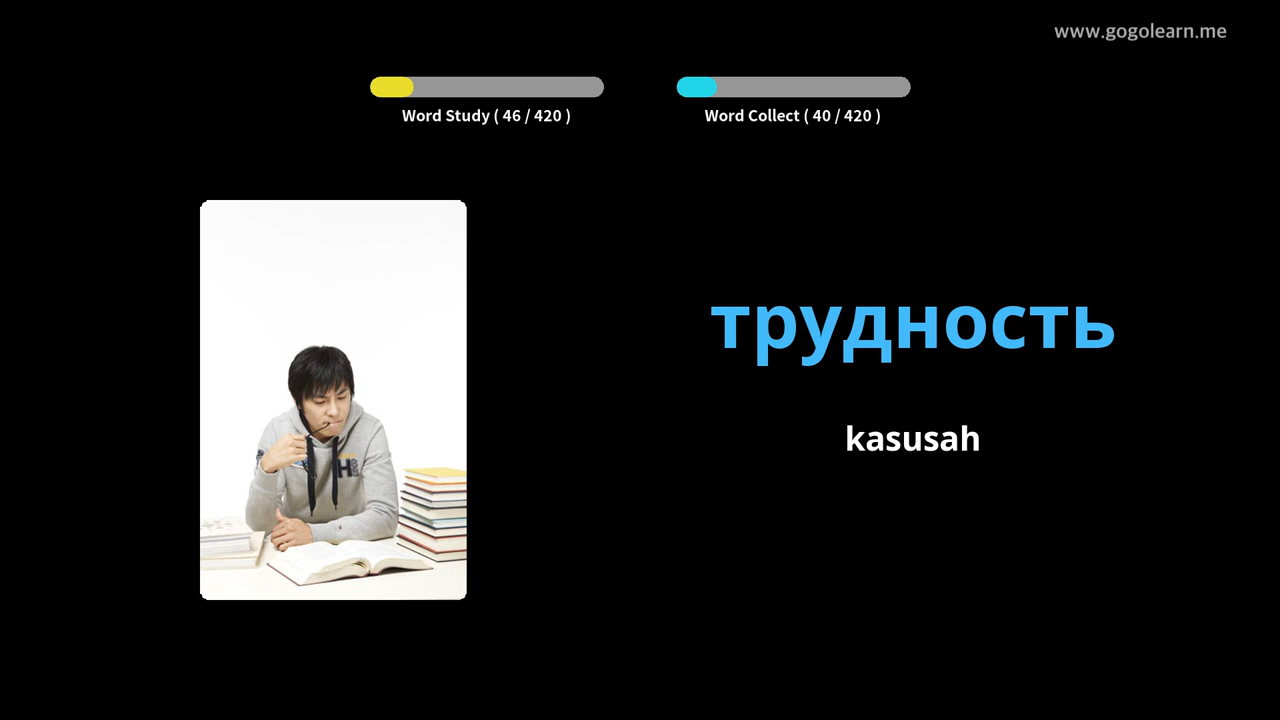 www.gogolearn.me
Word Study ( 46 / 420 )
Word Collect ( 40 / 420 )
трудность
kasusah
H